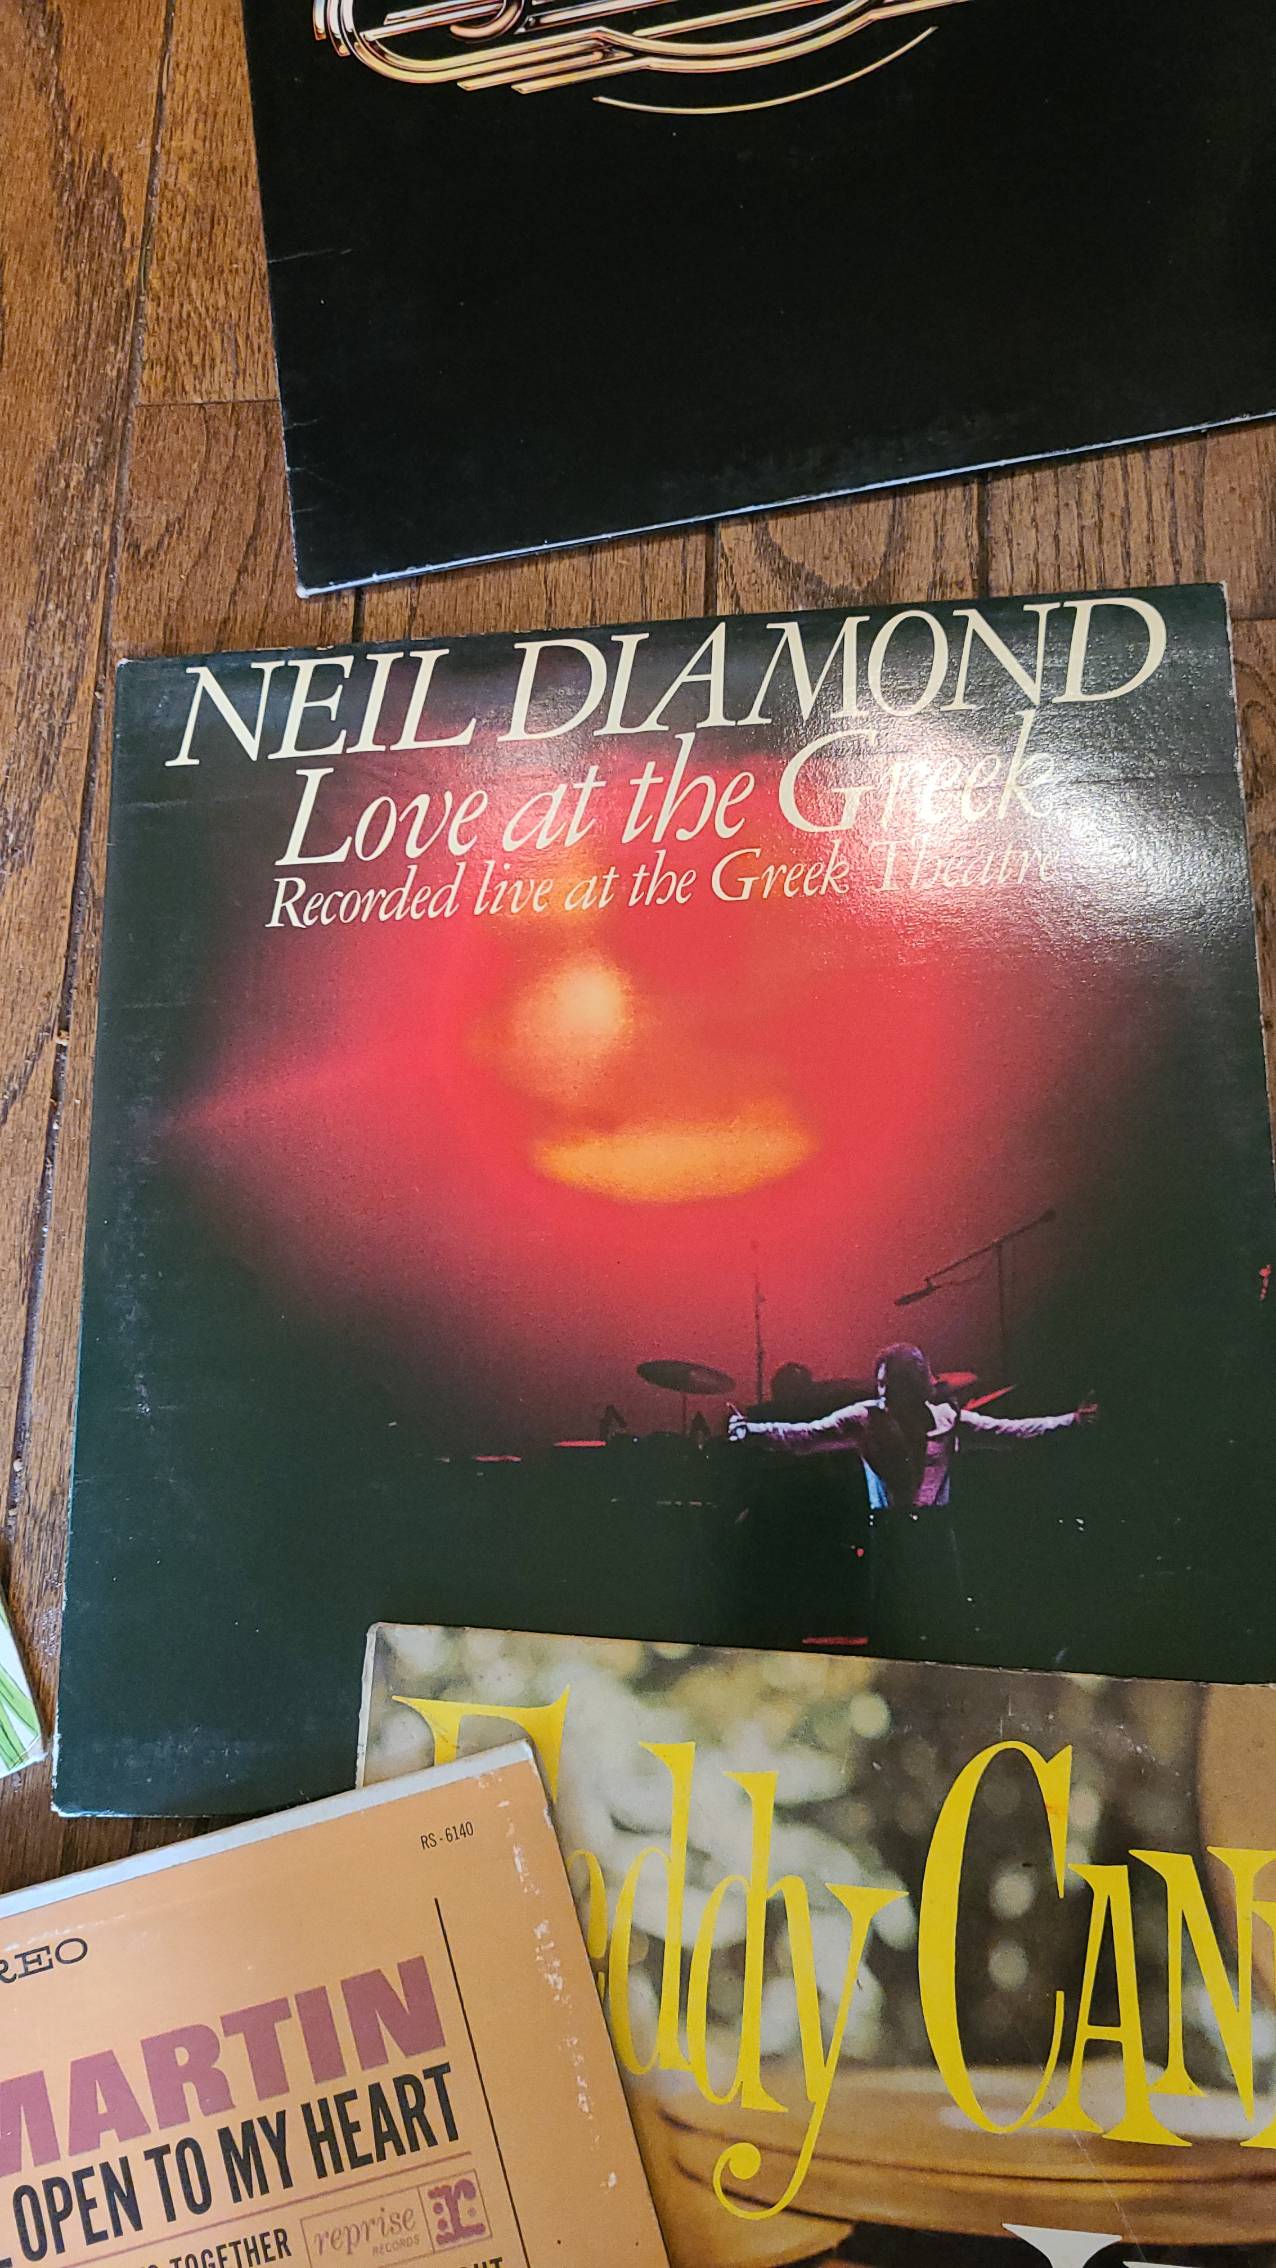 NEIL DIAMOND
Love at the Greek
Recorded live at the Greek Theatre
RS-6140
MARTIN
OPEN TO MY HEART
TOGETHER
reprise
RECORDS
r